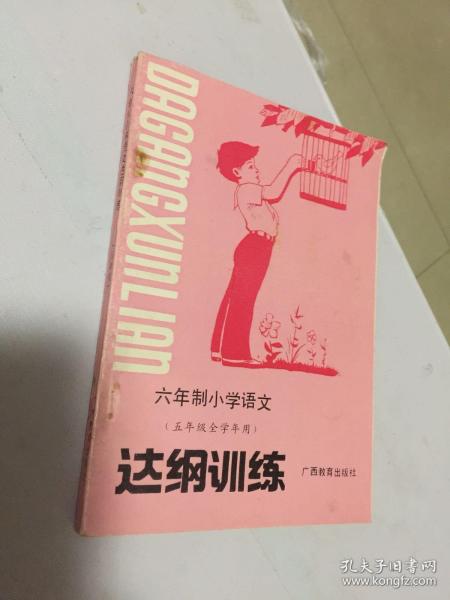 DAGANGXUNLIAN
六年制小学语文
（五年级全学年用）
达纲训练
广西教育出版社
孔夫子旧书网
www.kongfz.com